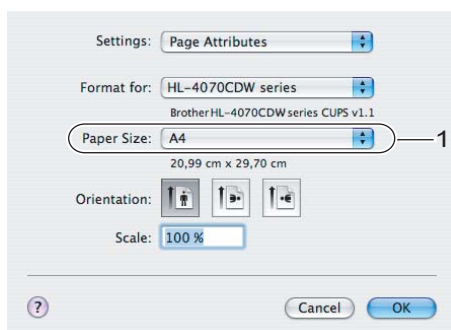 Settings: Page Attributes
Format for: HL-4070CDW series
Brother HL-4070CDW series CUPS v1.1
Paper Size: A4 1
20,99 cm x 29,70 cm
Orientation:
Scale: 100 %
? Cancel OK